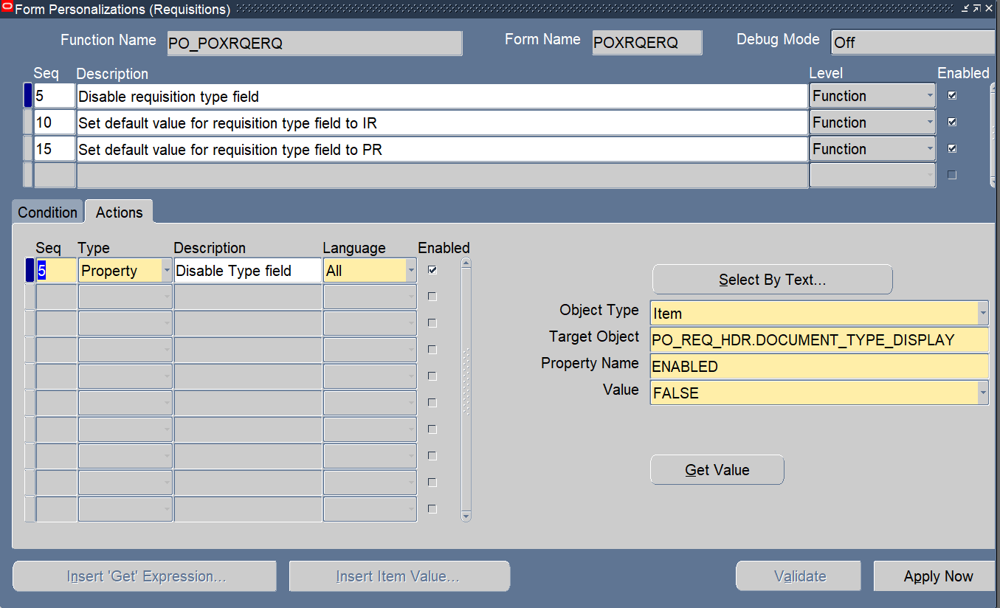 Form Personalizations (Requisitions)
Function Name PO_POXRQERQ Form Name POXRQERQ Debug Mode Off
Seq Description Level Enabled
5 Disable requisition type field Function
10 Set default value for requisition type field to IR Function
15 Set default value for requisition type field to PR Function
Condition Actions
Seq Type Description Language Enabled
5 Property Disable Type field All
Select By Text...
Object Type Item
Target Object PO_REQ_HDR.DOCUMENT_TYPE_DISPLAY
Property Name ENABLED
Value FALSE
Get Value
Insert 'Get' Expression... Insert Item Value... Validate Apply Now